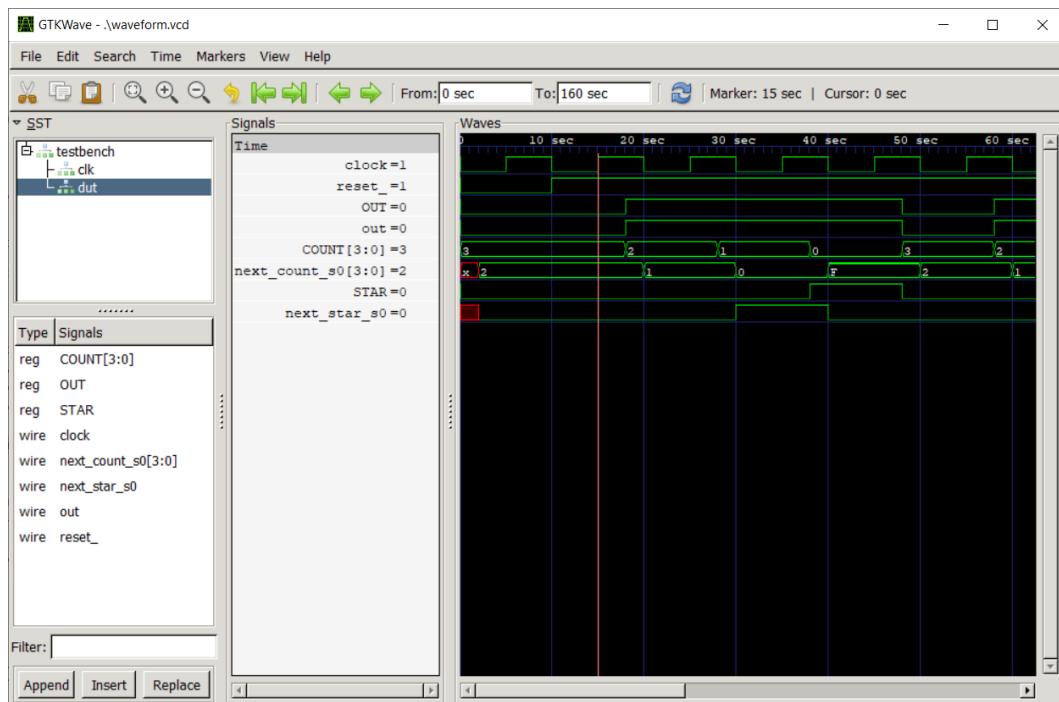 GTKWave - .\waveform.vcd
File Edit Search Time Markers View Help
From: 0 sec To: 160 sec Marker: 15 sec | Cursor: 0 sec
SST
testbench
clk
dut
Type Signals
reg COUNT[3:0]
reg OUT
reg STAR
wire clock
wire next_count_s0[3:0]
wire next_star_s0
wire out
wire reset_
Filter:
Append Insert Replace
Signals
Time
clock=1
reset_=1
OUT=0
out=0
COUNT[3:0]=3
next_count_s0[3:0]=2
STAR=0
next_star_s0=0
Waves
0 10 sec 20 sec 30 sec 40 sec 50 sec 60 sec
3 2 1 0 3 2
x 2 1 0 F 2 1